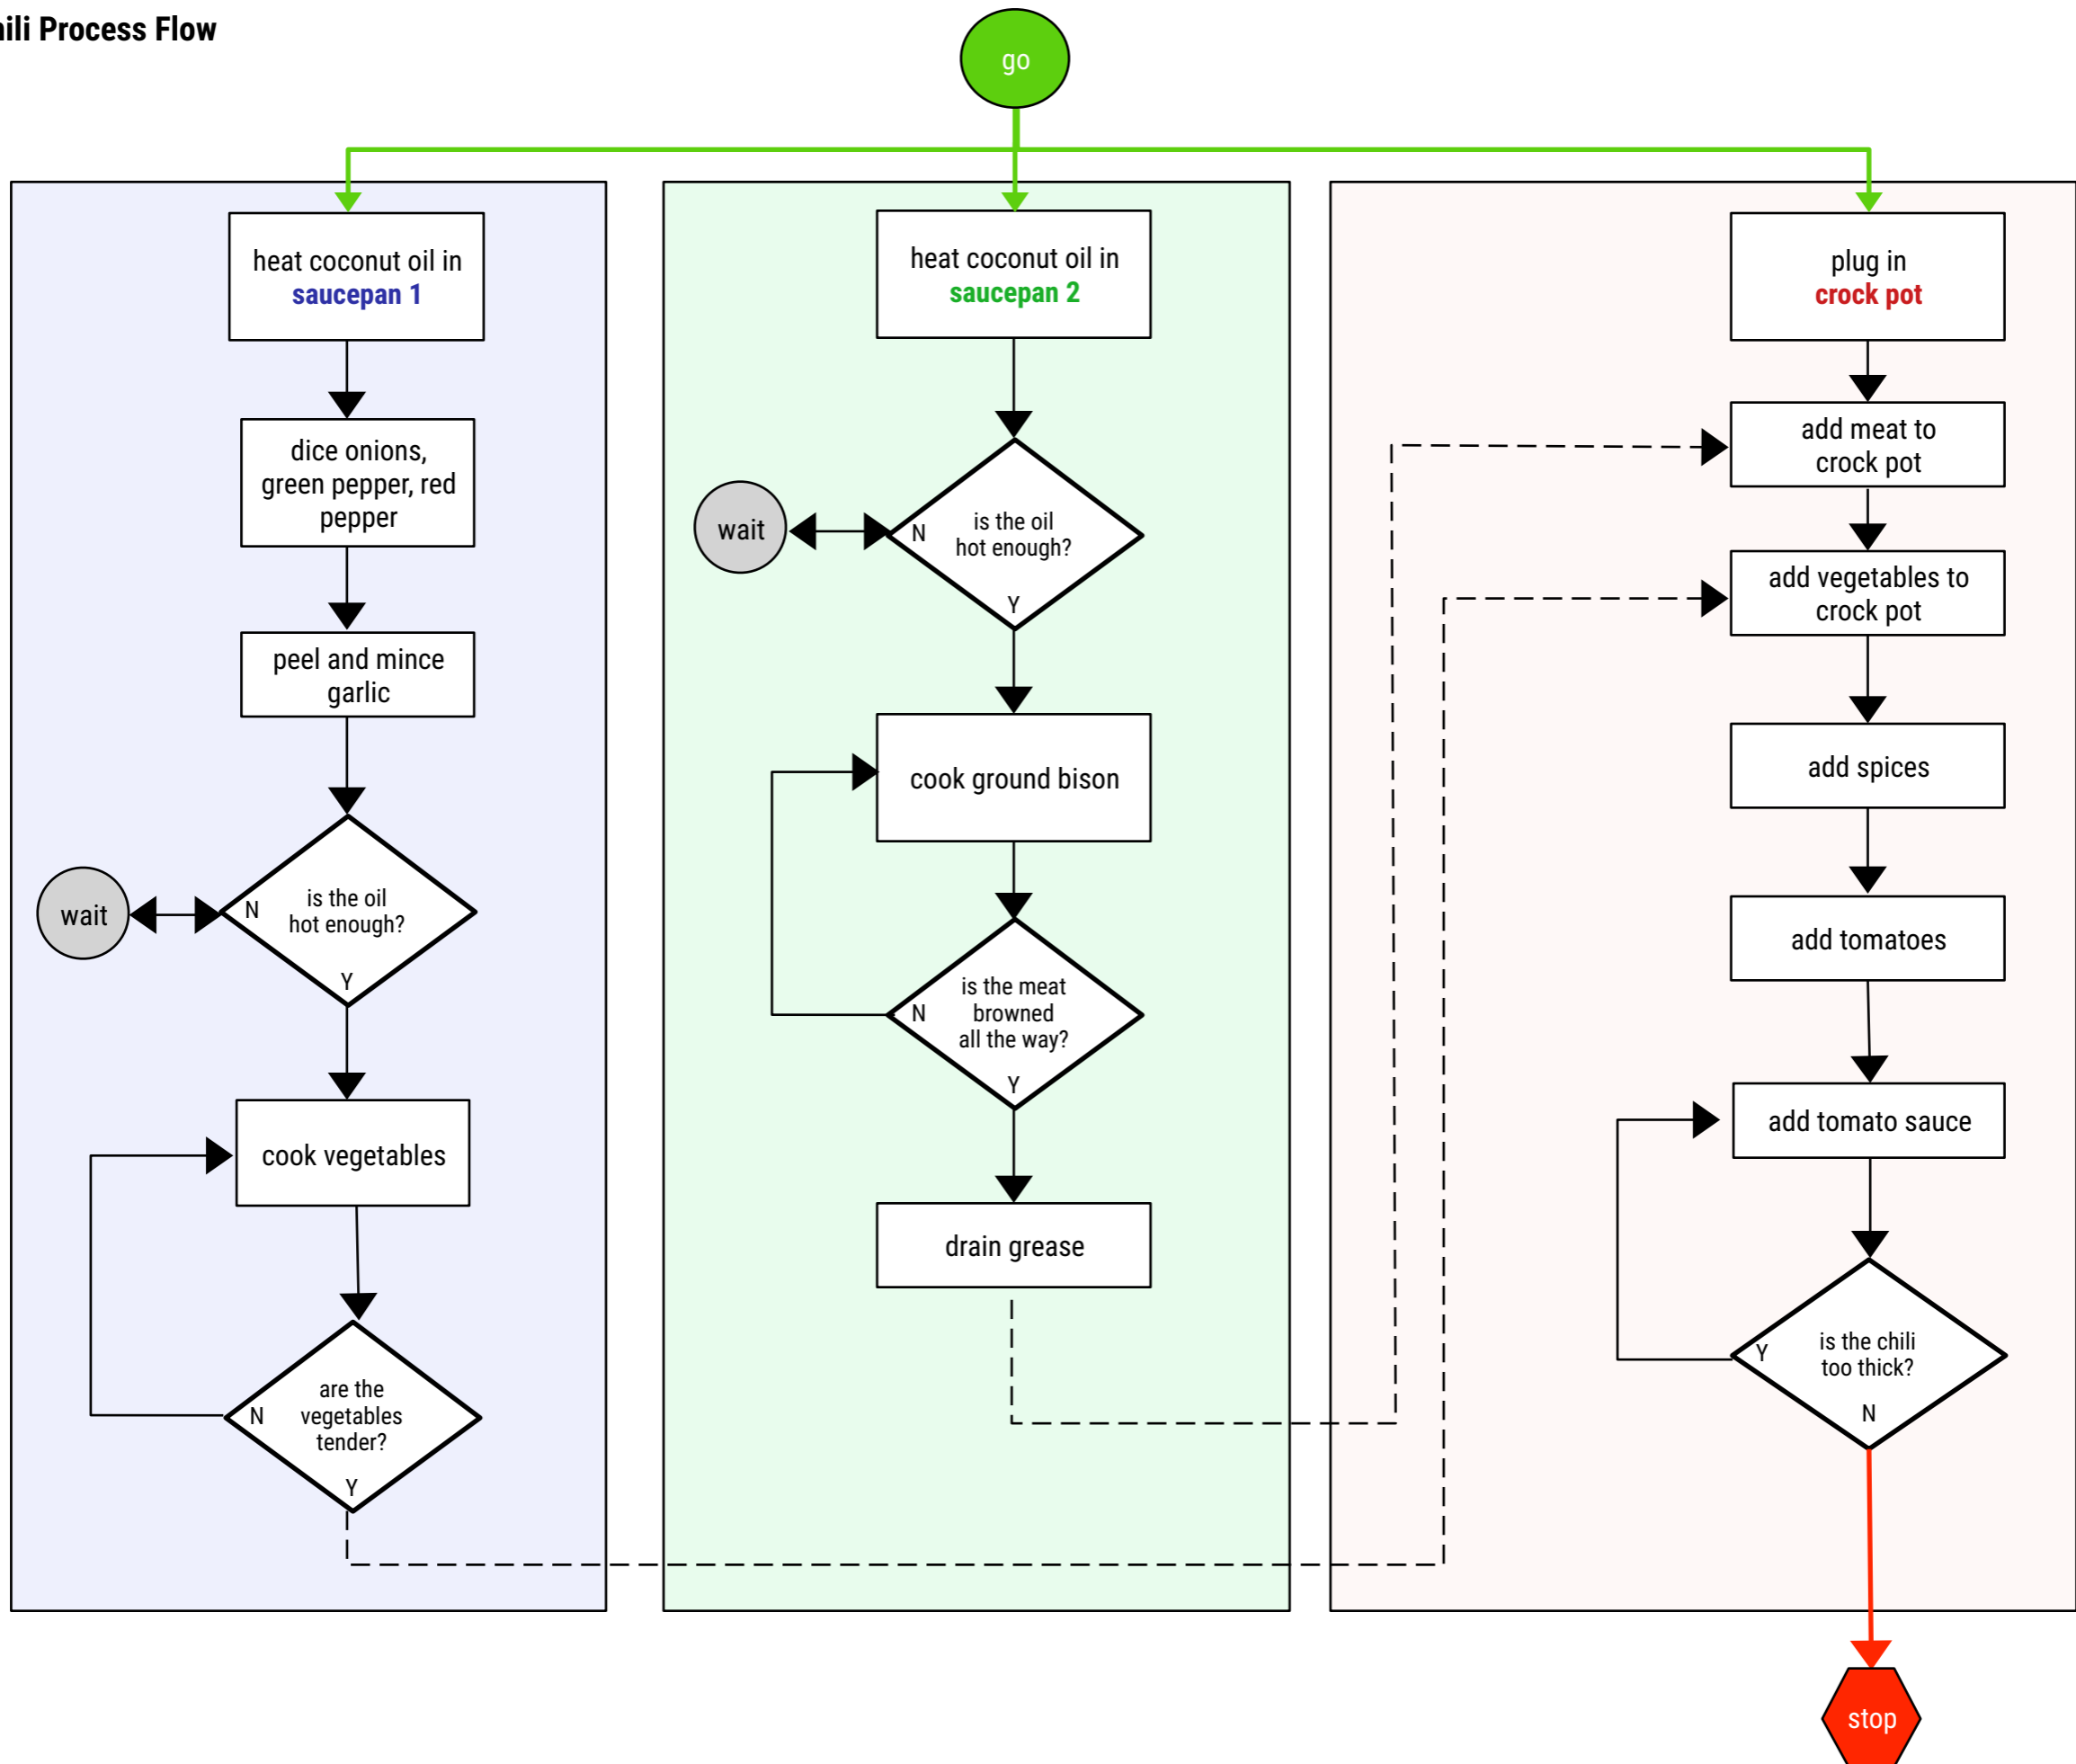 ili Process Flow
go
heat coconut oil in
saucepan 1
dice onions,
green pepper, red
pepper
peel and mince
garlic
wait
N
is the oil
hot enough?
Y
cook vegetables
N
are the
vegetables
tender?
Y
heat coconut oil in
saucepan 2
wait
N
is the oil
hot enough?
Y
cook ground bison
N
is the meat
browned
all the way?
Y
drain grease
plug in
crock pot
add meat to
crock pot
add vegetables to
crock pot
add spices
add tomatoes
add tomato sauce
Y
is the chili
too thick?
N
stop